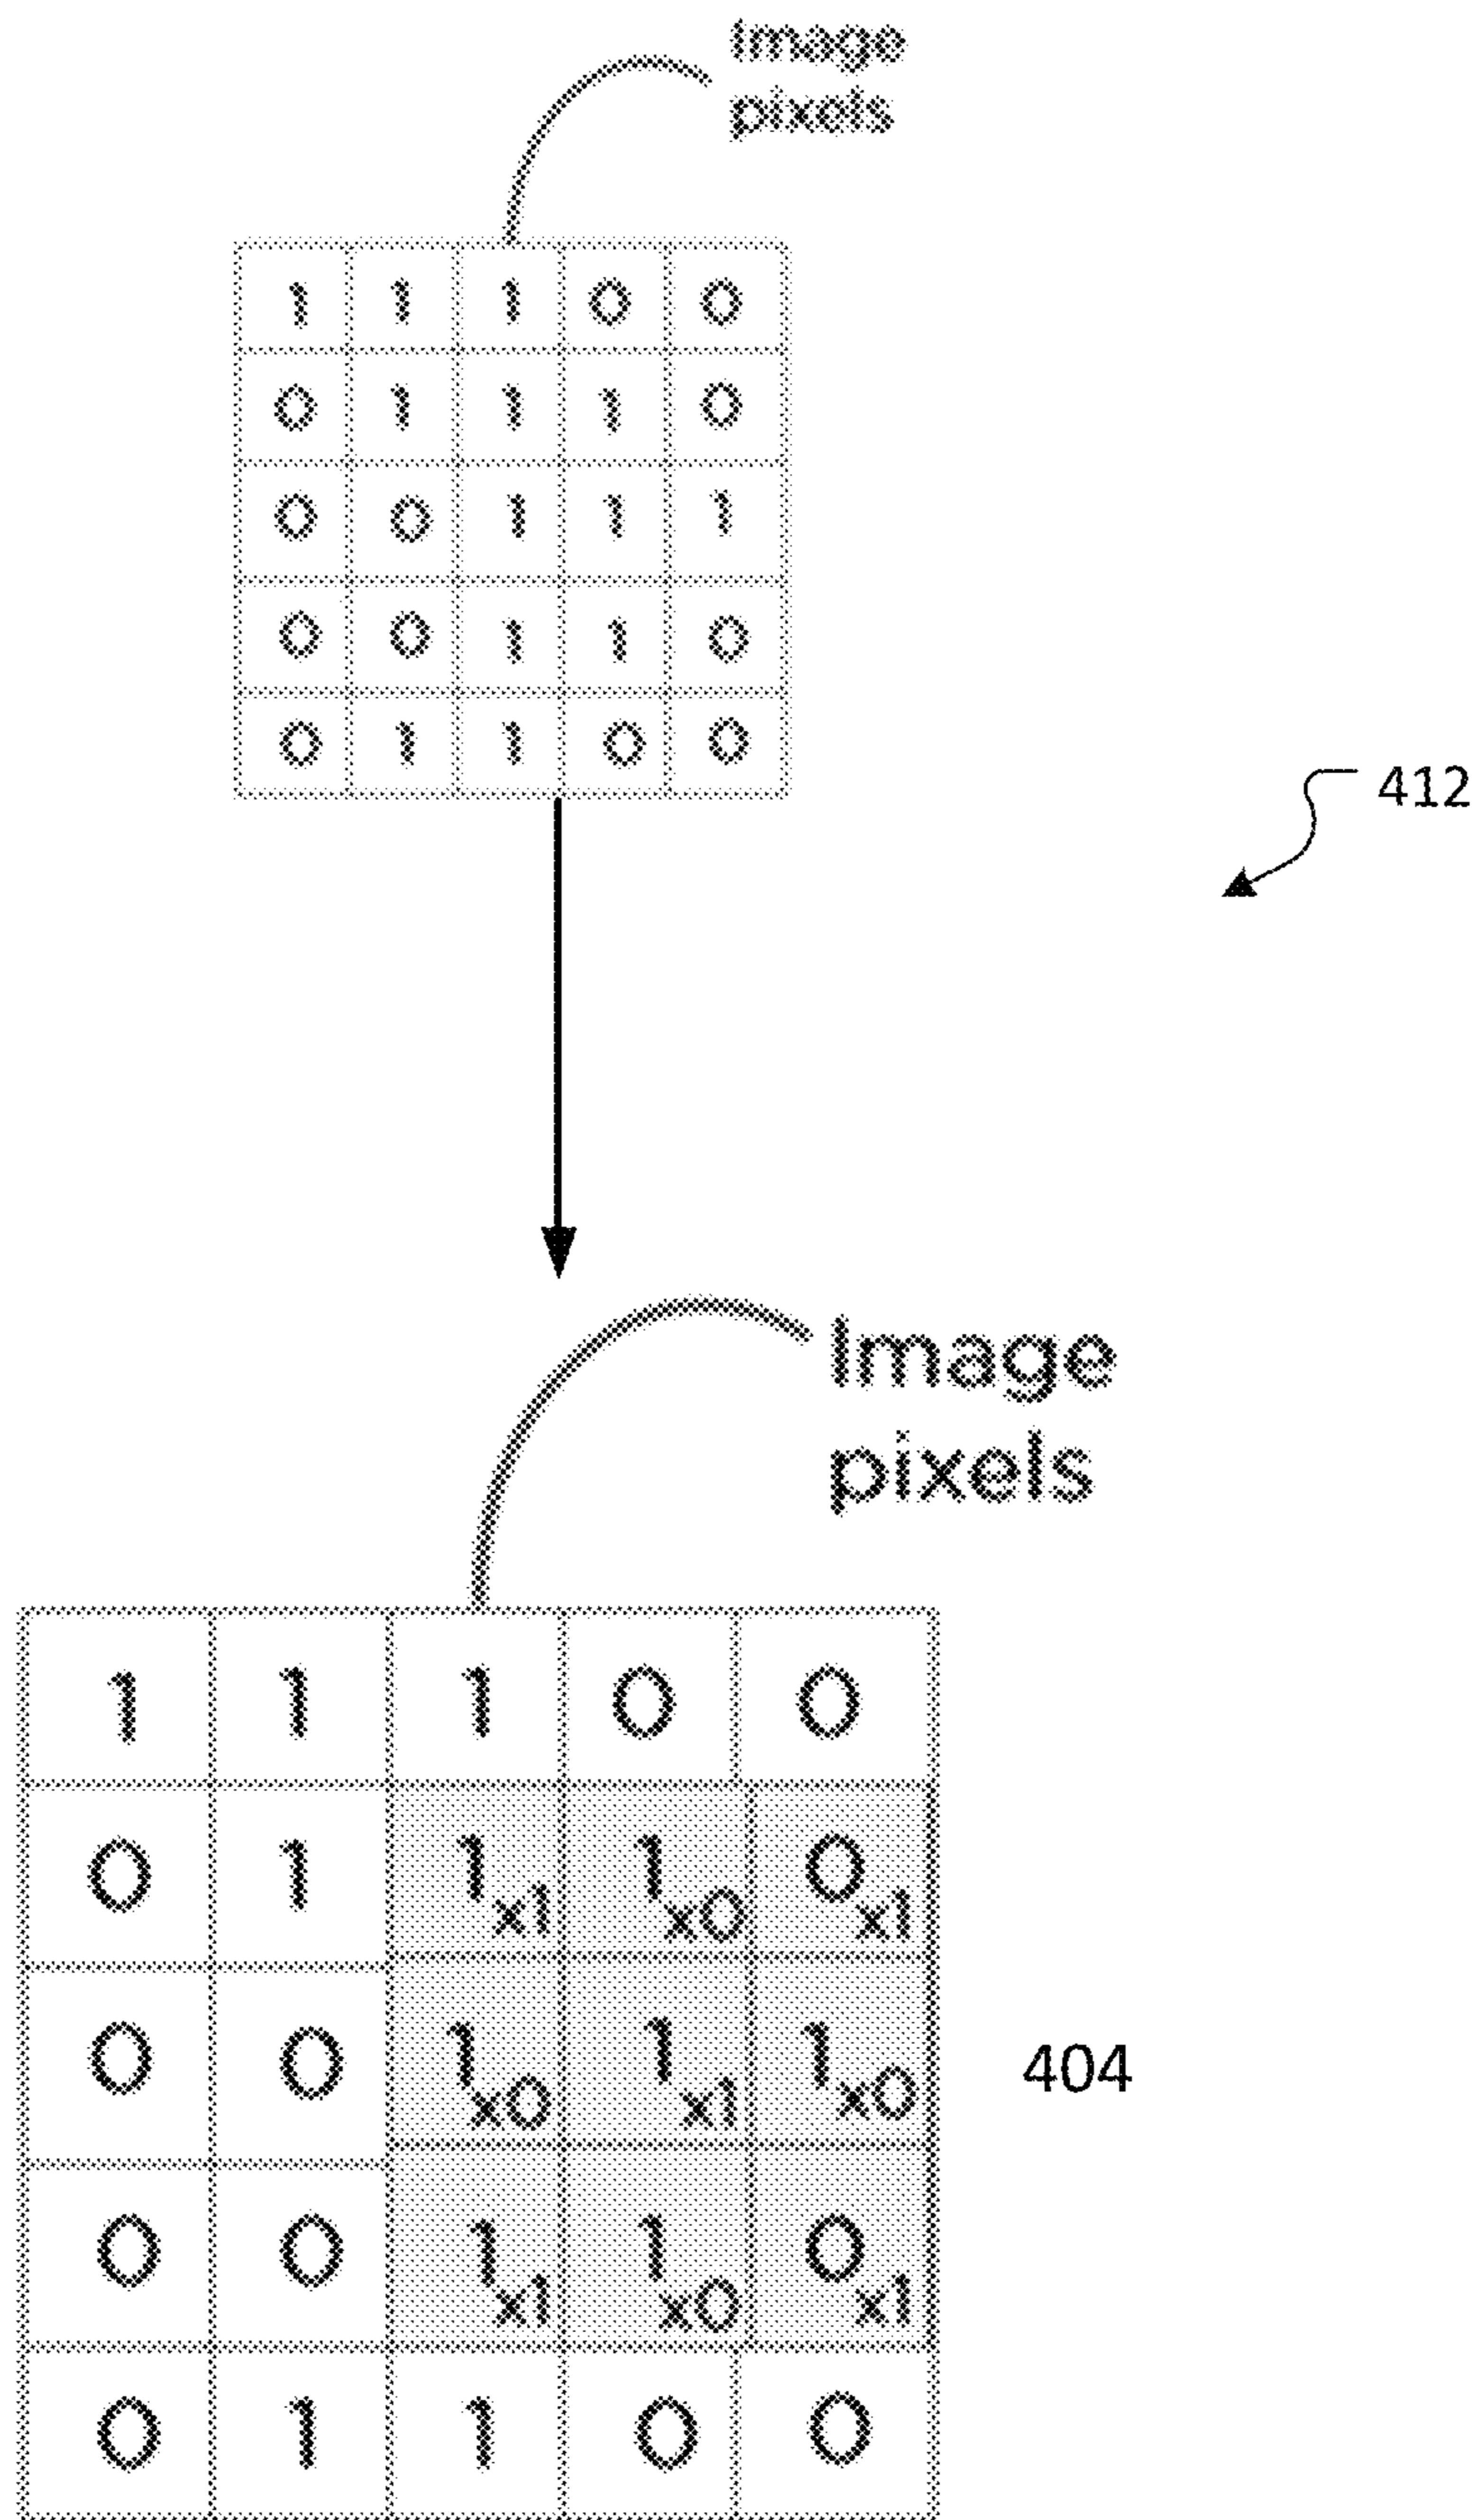 Image
pixels
1 1 1 0 0
0 1 1 1 0
0 0 1 1 1
0 0 1 1 0
0 1 1 0 0
412
Image
pixels
1 1 1 0 0
0 1 1x1 1x0 0x1
0 0 1x0 1x1 1x0
404
0 0 1x1 1x0 0x1
0 1 1 0 0